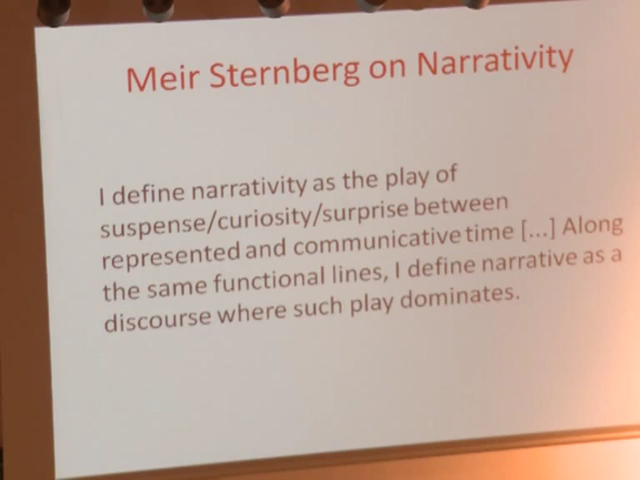 Meir Sternberg on Narrativity
I define narrativity as the play of
suspense/curiosity/surprise between
represented and communicative time [...] Along
the same functional lines, I define narrative as a
discourse where such play dominates.